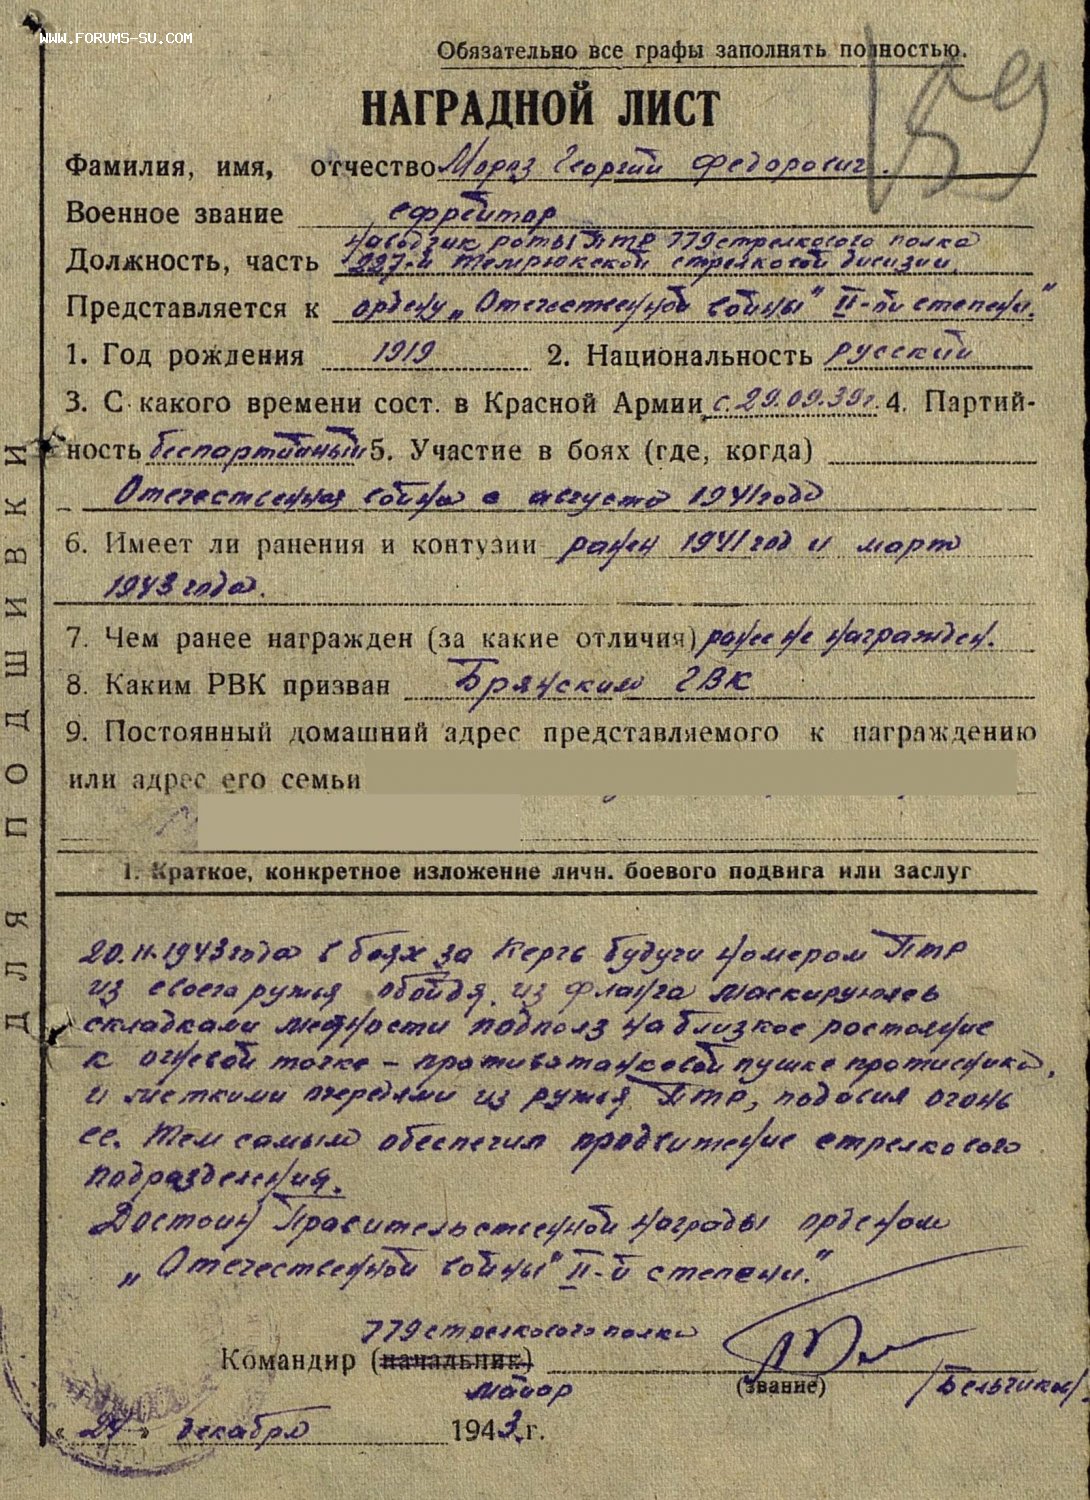 WWW.FORUMS-SU.COM
Обязательно все графы заполнять полностью.
НАГРАДНОЙ ЛИСТ
59
Фамилия, имя, отчество Мораз Георгий Федорович.
Военное звание ефрейтор
наводчик роты ПТР 779 стрелкового полка
Должность, часть 227-й Темрюкской стрелковой дивизии
Представляется к ордену „Отечественной войны" II-ой степени."
1. Год рождения 1919 2. Национальность русский
3. С какого времени сост. в Красной Армии с 29.09.39г. 4. Партий-
ность беспартийный 5. Участие в боях (где, когда)
Отечественная война с августа 1941 года
6. Имеет ли ранения и контузии ранен 1941 год и март
1943 года.
7. Чем ранее награжден (за какие отличия) ранее не награжден.
8. Каким РВК призван Брянским ГВК
9. Постоянный домашний адрес представляемого к награждению
или адрес его семьи
1. Краткое, конкретное изложение личн. боевого подвига или заслуг
20.11.1943 года в боях за Керчь будучи номером ПТР
из своего ружья обойдя из фланга маскируюясь
складками местности подполз на близкое ростояние
к огневой точке – противотанковой пушке противника,
и меткими очередями из ружья ПТР, подавил огонь
ее. Тем самым обеспечил продвижение стрелкового
подразделения.
Достоин Правительственной награды орденом
„Отечественной войны" II-й степени."
779 стрелкового полка
Командир (начальник)
майор (звание) /Бельчиков/
« 24 » декабря 1943 г.
ДЛЯ ПОДШИВКИ